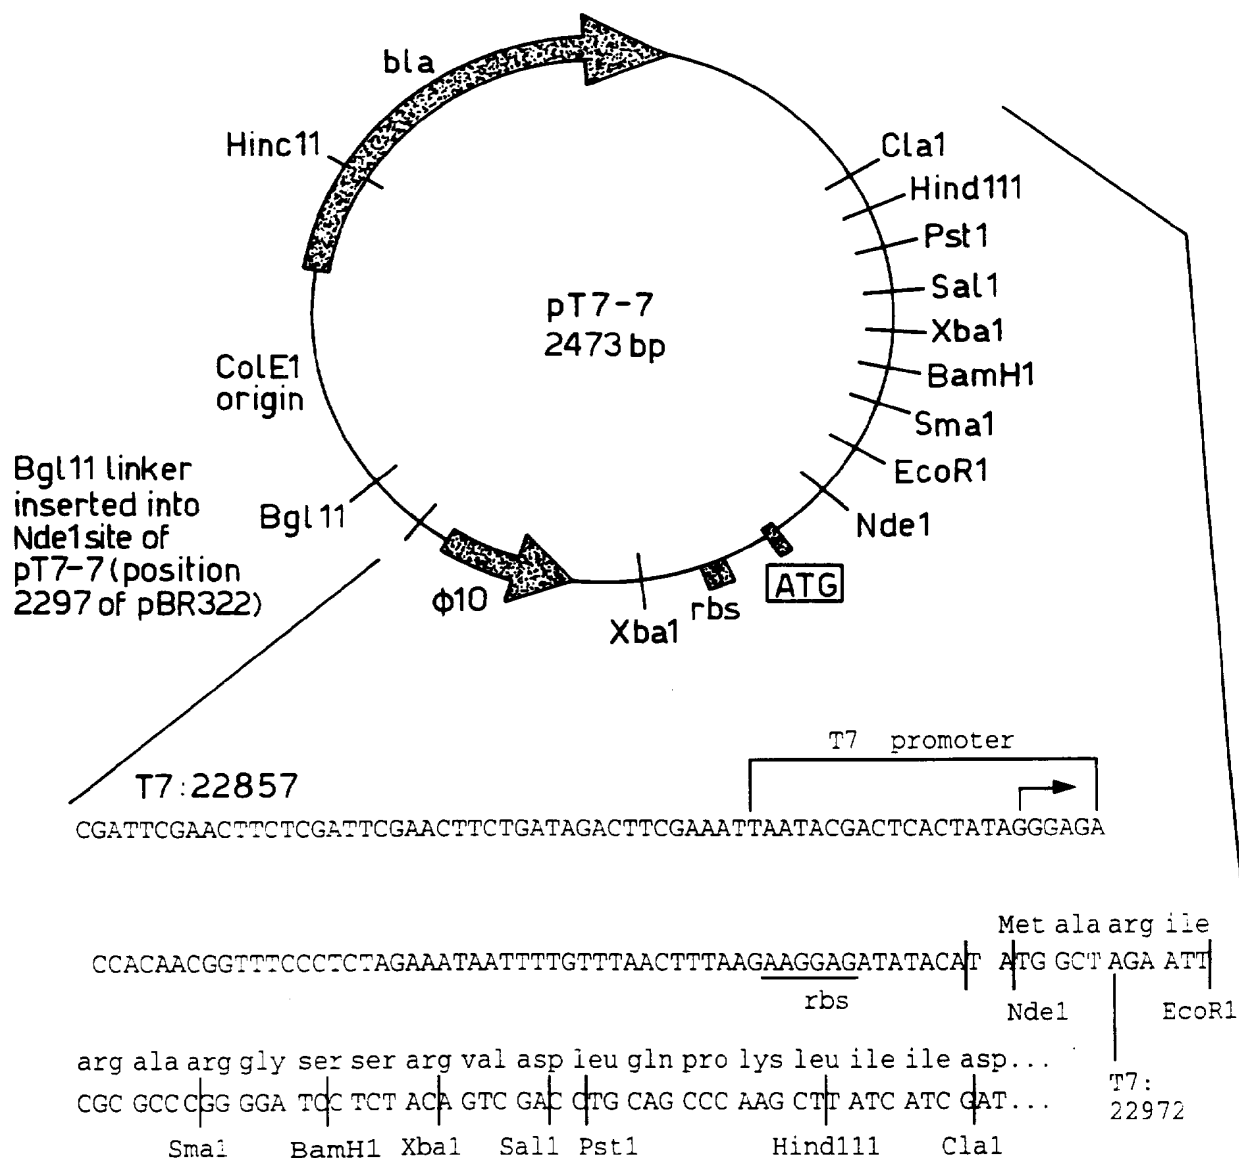 bla
Hinc11
Cla1
Hind111
Pst1
Sal1
Xba1
BamH1
Sma1
EcoR1
Nde1
pT7-7
2473 bp
ColE1
origin
Bgl11 linker
inserted into
Nde1 site of
pT7-7 (position
2297 of pBR322)
Bgl11
Φ10
Xba1
rbs
ATG
T7 promoter
T7:22857
CGATTCGAACTTCTCGATTCGAACTTCTGATAGACTTCGAAATTAATACGACTCACTATAGGGAGA
Met ala arg ile
CCACAACGGTTTCCCTCTAGAAATAATTTTGTTTAACTTTAAGAAGGAGATATACAT ATG GCT AGA ATT
rbs
Nde1
EcoR1
arg ala arg gly ser ser arg val asp leu gln pro lys leu ile ile asp...
CGC GCC CGG GGA TCC TCT ACA GTC GAC CTG CAG CCC AAG CTT ATC ATC GAT...
T7:
22972
Sma1
BamH1
Xba1
Sal1
Pst1
Hind111
Cla1